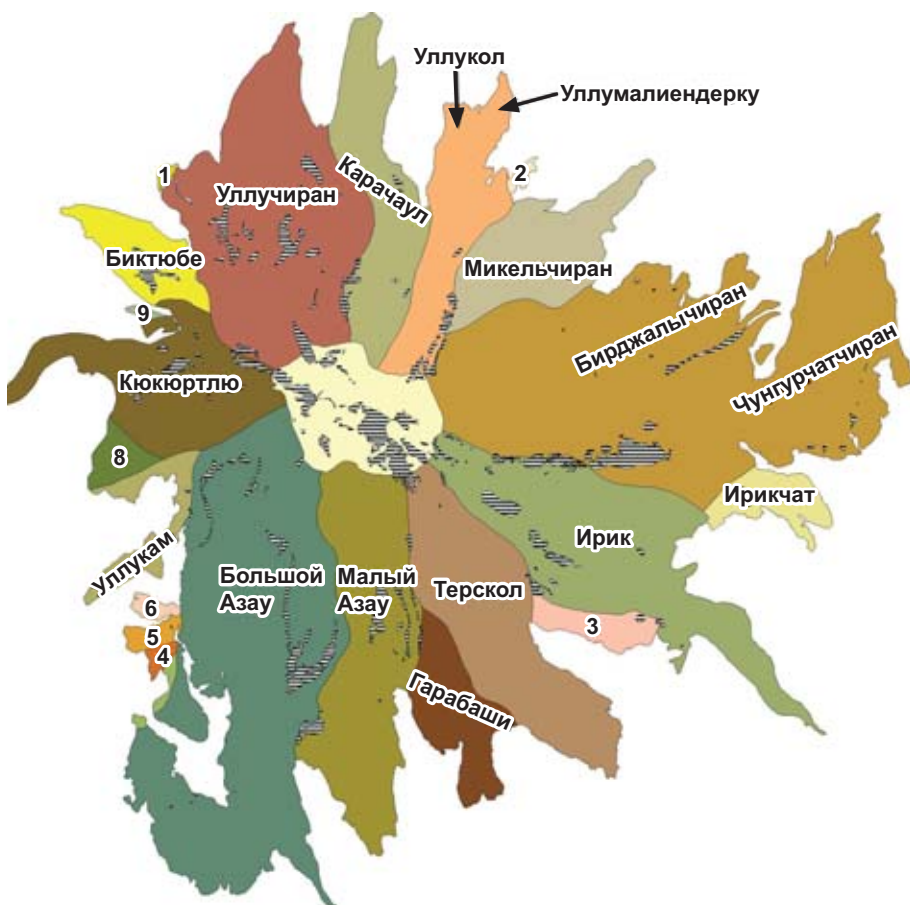 Уллукол
Уллумалиендерку
1
2
Карачаул
Уллучиран
Биктюбе
Микельчиран
9
Бирджалычиран
Чунгурчатчиран
Кюкюртлю
8
Ирикчат
Ирик
Уллукам
Большой
Азау
Малый
Азау
Терскол
6
5
4
3
Гарабаши